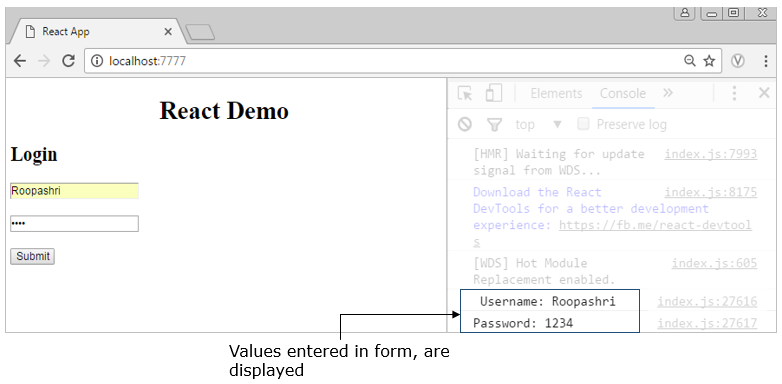 React App
localhost:7777
React Demo
Login
Roopashri
••••
Submit
Elements Console »
top ▼ Preserve log
[HMR] Waiting for update index.js:7993
signal from WDS...
Download the React index.js:8175
DevTools for a better development
experience: https://fb.me/react-devtool
s
[WDS] Hot Module index.js:605
Replacement enabled.
Username: Roopashri index.js:27616
Password: 1234 index.js:27617
Values entered in form, are
displayed